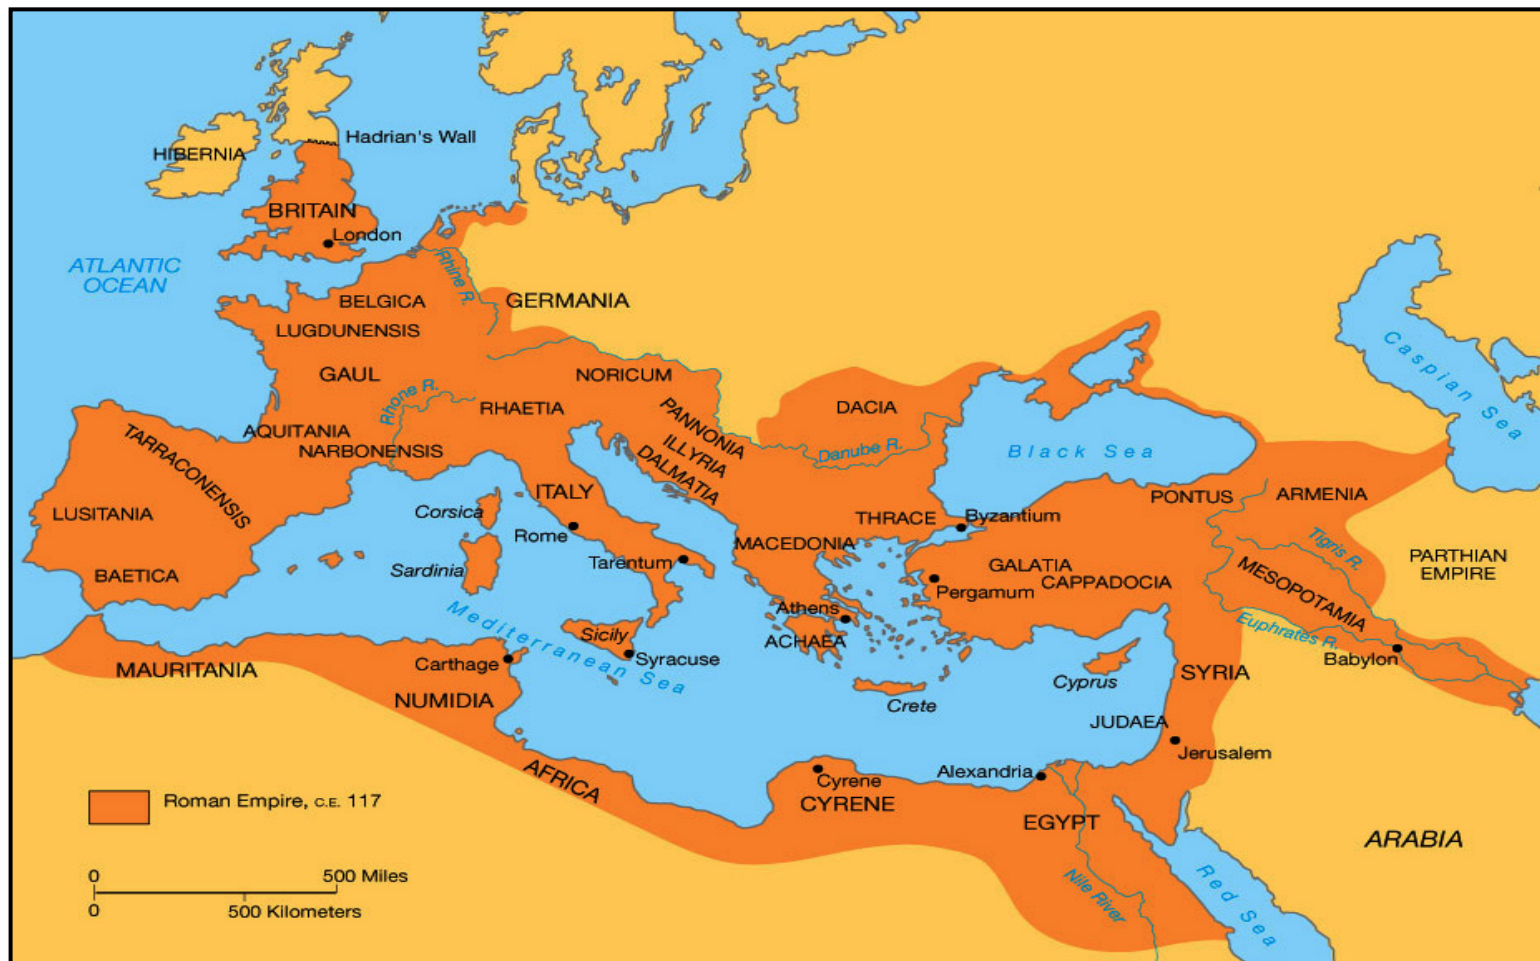 Hadrian's Wall
HIBERNIA
BRITAIN
London
ATLANTIC
OCEAN
Rhine R.
BELGICA
GERMANIA
LUGDUNENSIS
GAUL
NORICUM
Rhone R.
RHAETIA
DACIA
Caspian Sea
PANNONIA
ILLYRIA
DALMATIA
AQUITANIA
NARBONENSIS
TARRACONENSIS
Danube R.
Black Sea
LUSITANIA
Corsica
ITALY
Rome
PONTUS
ARMENIA
THRACE
Byzantium
MACEDONIA
Tigris R.
PARTHIAN
EMPIRE
BAETICA
Sardinia
Tarentum
GALATIA
CAPPADOCIA
Pergamum
MESOPOTAMIA
Athens
ACHAEA
Euphrates R.
Babylon
Mediterranean Sea
Sicily
Syracuse
MAURITANIA
Carthage
NUMIDIA
Crete
Cyprus
SYRIA
JUDAEA
Jerusalem
AFRICA
Cyrene
CYRENE
Alexandria
EGYPT
Nile River
Red Sea
ARABIA
Roman Empire, C.E. 117
0 500 Miles
0 500 Kilometers